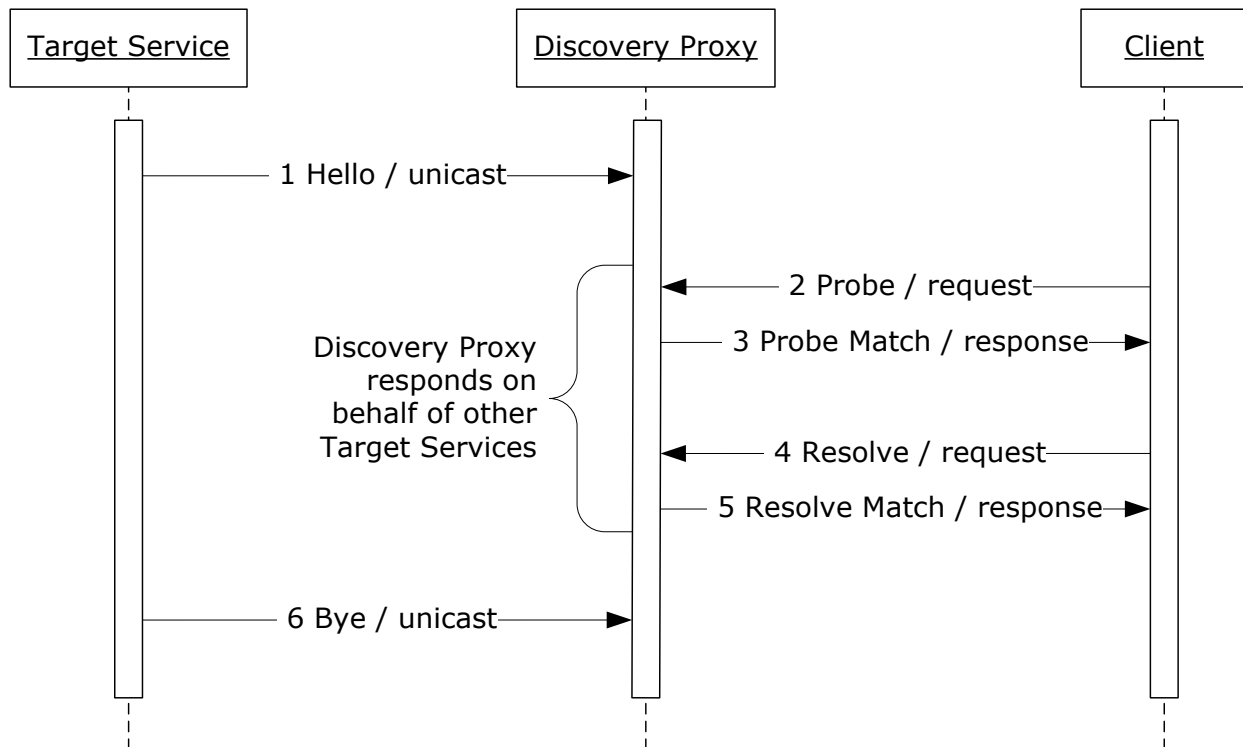 Target Service
Discovery Proxy
Client
1 Hello / unicast
2 Probe / request
3 Probe Match / response
Discovery Proxy
responds on
behalf of other
Target Services
4 Resolve / request
5 Resolve Match / response
6 Bye / unicast